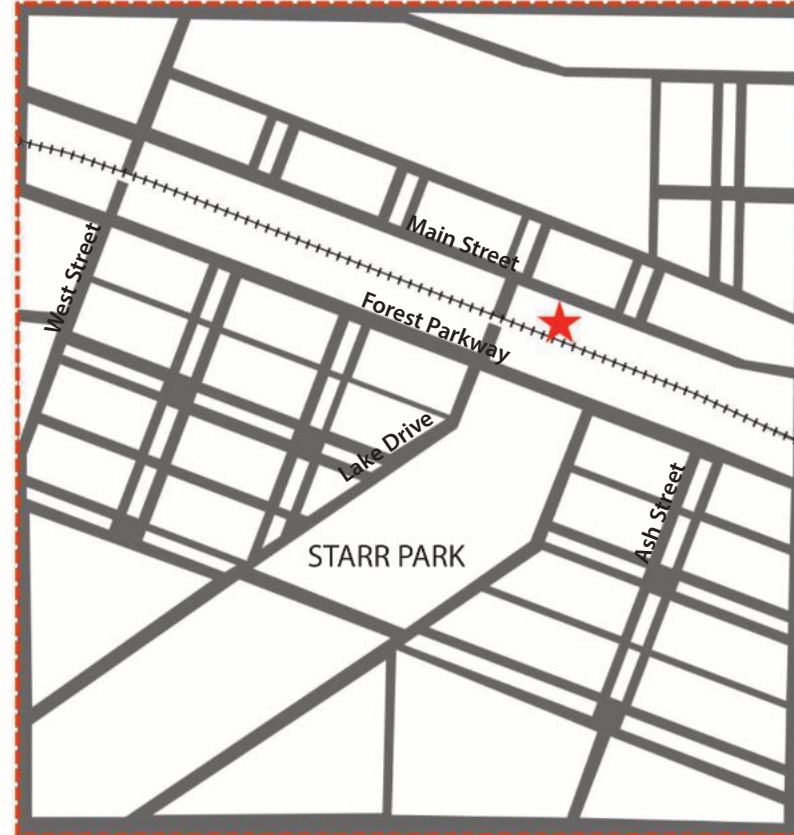 Main Street
West Street
Forest Parkway
Lake Drive
Ash Street
STARR PARK